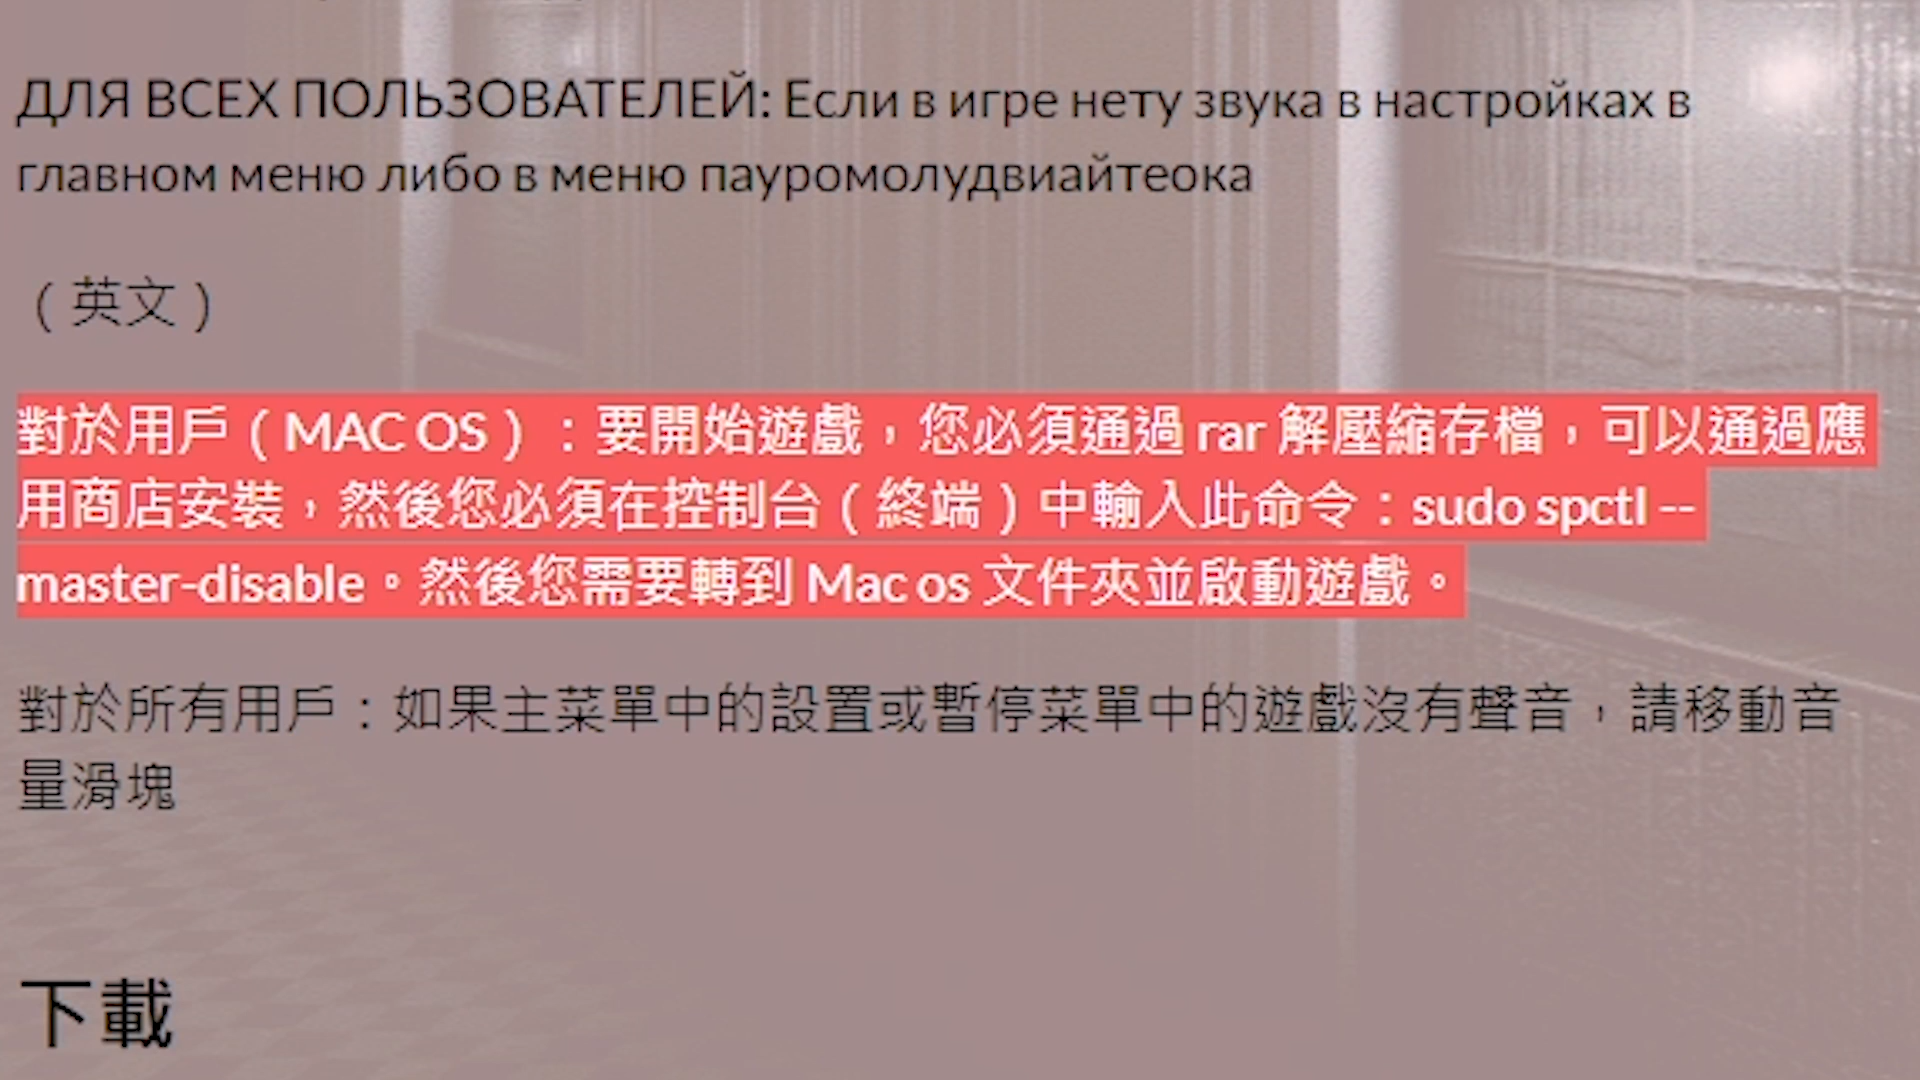 ДЛЯ ВСЕХ ПОЛЬЗОВАТЕЛЕЙ: Если в игре нету звука в настройках в
главном меню либо в меню пауромолудвиайтеока
（英文）
對於用戶（MAC OS）：要開始遊戲，您必須通過 rar 解壓縮存檔，可以通過應
用商店安裝，然後您必須在控制台（終端）中輸入此命令：sudo spctl --
master-disable。然後您需要轉到 Mac os 文件夾並啟動遊戲。
對於所有用戶：如果主菜單中的設置或暫停菜單中的遊戲沒有聲音，請移動音
量滑塊
下載